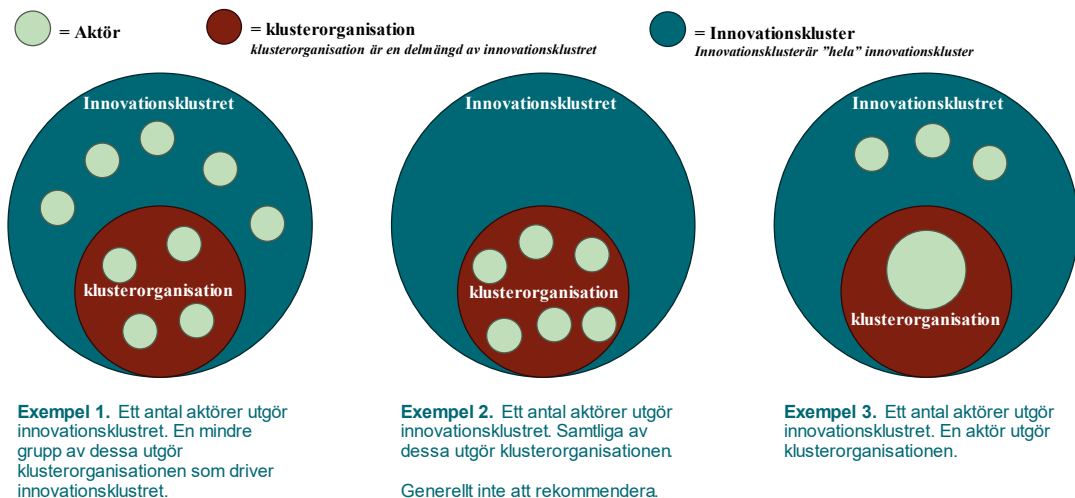 = Aktör
= klusterorganisation
klusterorganisation är en delmängd av innovationsklustret
= Innovationskluster
Innovationsklusterär ”hela” innovationskluster
Innovationsklustret
klusterorganisation
Innovationsklustret
klusterorganisation
Innovationsklustret
klusterorganisation
Exempel 1. Ett antal aktörer utgör
innovationsklustret. En mindre
grupp av dessa utgör
klusterorganisationen som driver
innovationsklustret.
Exempel 2. Ett antal aktörer utgör
innovationsklustret. Samtliga av
dessa utgör klusterorganisationen.
Generellt inte att rekommendera.
Exempel 3. Ett antal aktörer utgör
innovationsklustret. En aktör utgör
klusterorganisationen.